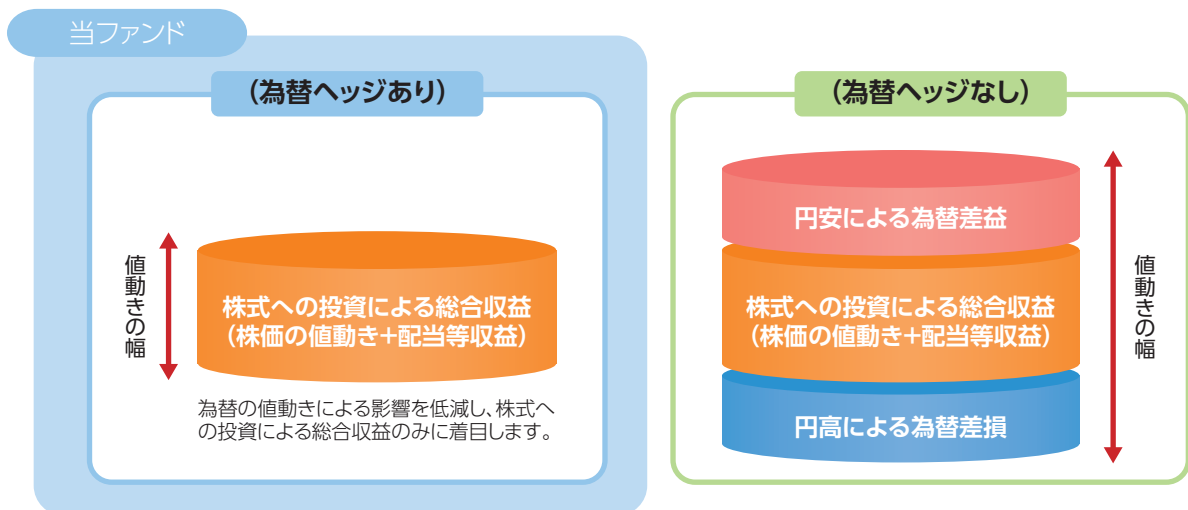 当ファンド
(為替ヘッジあり)
値動きの幅
株式への投資による総合収益
(株価の値動き+配当等収益)
為替の値動きによる影響を低減し、株式へ
の投資による総合収益のみに着目します。
(為替ヘッジなし)
円安による為替差益
株式への投資による総合収益
(株価の値動き+配当等収益)
円高による為替差損
値動きの幅